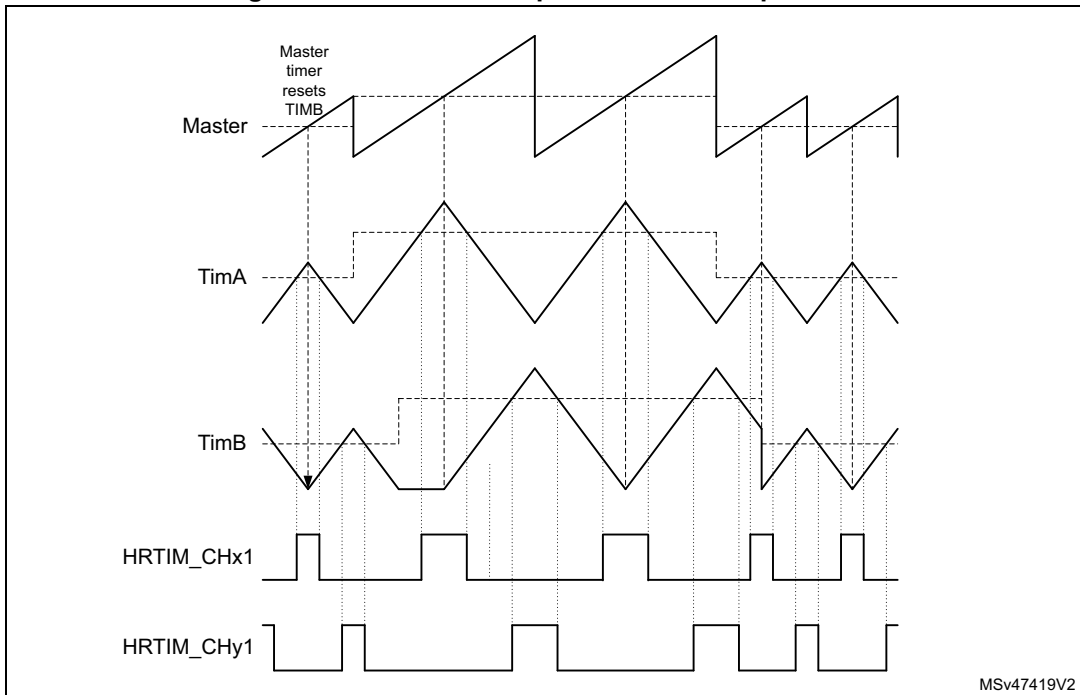 Master
timer
resets
TIMB
Master
TimA
TimB
HRTIM_CHx1
HRTIM_CHy1
MSv47419V2